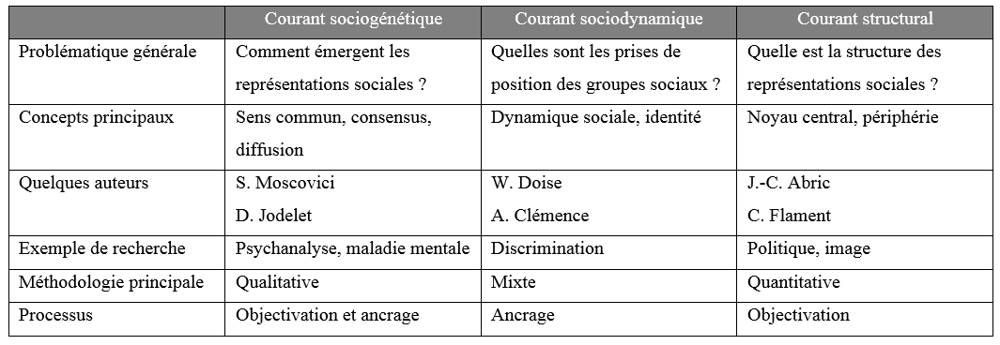 Courant sociogénétique Courant sociodynamique Courant structural
Problématique générale Comment émergent les Quelles sont les prises de Quelle est la structure des
représentations sociales ? position des groupes sociaux ? représentations sociales ?
Concepts principaux Sens commun, consensus, Dynamique sociale, identité Noyau central, périphérie
diffusion
Quelques auteurs S. Moscovici W. Doise J.-C. Abric
D. Jodelet A. Clémence C. Flament
Exemple de recherche Psychanalyse, maladie mentale Discrimination Politique, image
Méthodologie principale Qualitative Mixte Quantitative
Processus Objectivation et ancrage Ancrage Objectivation